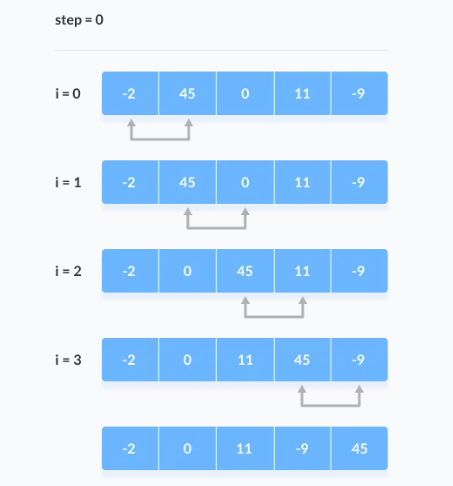 step = 0
i = 0 -2 45 0 11 -9
i = 1 -2 45 0 11 -9
i = 2 -2 0 45 11 -9
i = 3 -2 0 11 45 -9
-2 0 11 -9 45